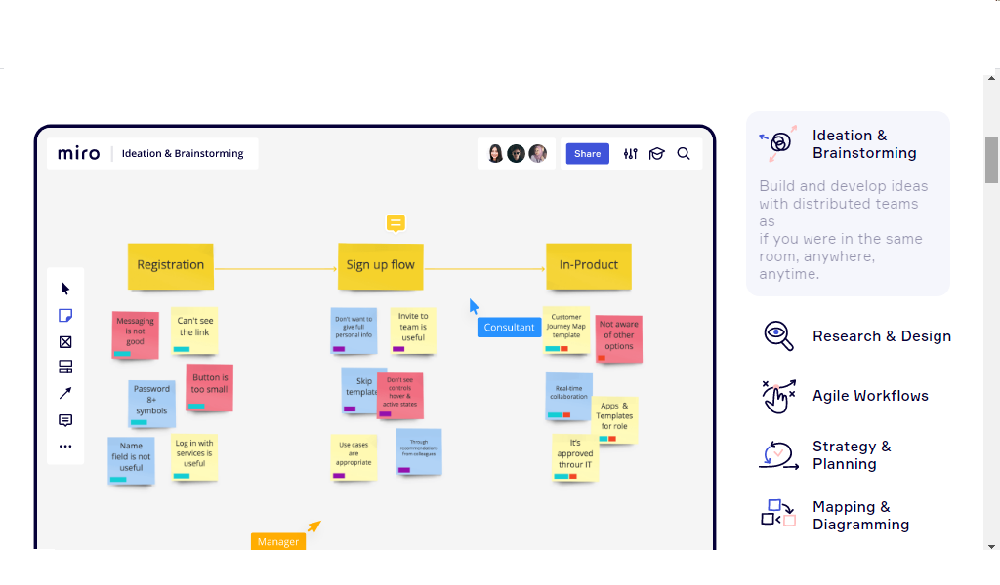 miro
Ideation & Brainstorming
Share
Registration
Sign up flow
In-Product
Messaging
is not
good
Can't see
the link
Password
8+
symbols
Button is
too small
Name
field is not
useful
Log in with
services is
useful
Don't want to
give full
personal info
Invite to
team is
useful
Skip
template
Don't see
controls
hover &
active states
Use cases
are
appropriate
Through
recommendations
from colleagues
Consultant
Customer
Journey Map
template
Not aware
of other
options
Real-time
collaboration
Apps &
Templates
for role
It's
approved
throur IT
Manager
Ideation &
Brainstorming
Build and develop ideas
with distributed teams
as
if you were in the same
room, anywhere,
anytime.
Research & Design
Agile Workflows
Strategy &
Planning
Mapping &
Diagramming